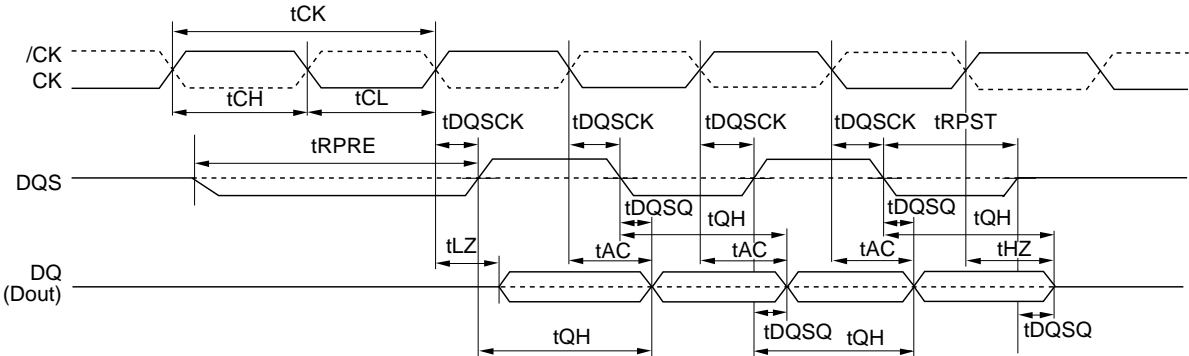 tCK
/CK
CK
tCH
tCL
tDQSCK
tDQSCK
tDQSCK
tDQSCK
tRPST
tRPRE
DQS
tDQSQ
tQH
tDQSQ
tQH
tLZ
tAC
tAC
tAC
tHZ
DQ
(Dout)
tQH
tDQSQ
tQH
tDQSQ